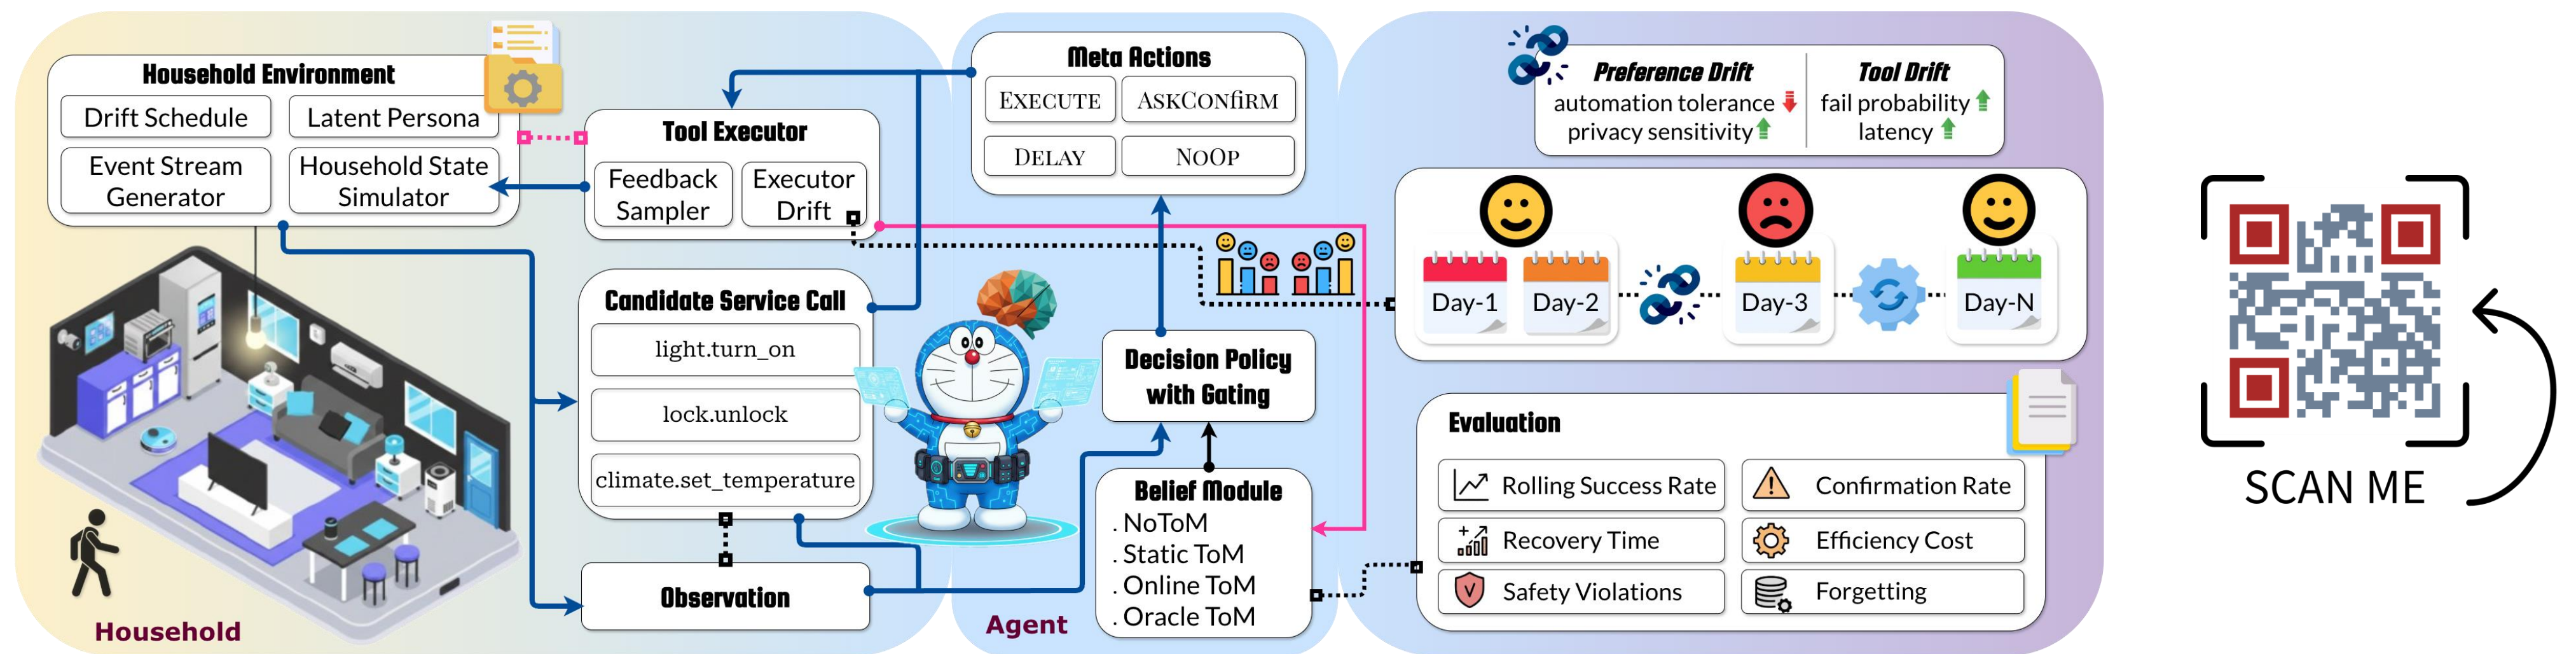 Household Environment
Drift Schedule
Latent Persona
Event Stream
Generator
Household State
Simulator
Household
Tool Executor
Feedback
Sampler
Executor
Drift
Candidate Service Call
light.turn_on
lock.unlock
climate.set_temperature
Observation
Meta Actions
EXECUTE
ASKCONFIRM
DELAY
NOOP
Decision Policy
with Gating
Belief Module
. NoToM
. Static ToM
. Online ToM
. Oracle ToM
Agent
Preference Drift
automation tolerance
privacy sensitivity
Tool Drift
fail probability
latency
Day-1
Day-2
Day-3
Day-N
Evaluation
Rolling Success Rate
Confirmation Rate
Recovery Time
Efficiency Cost
Safety Violations
Forgetting
SCAN ME